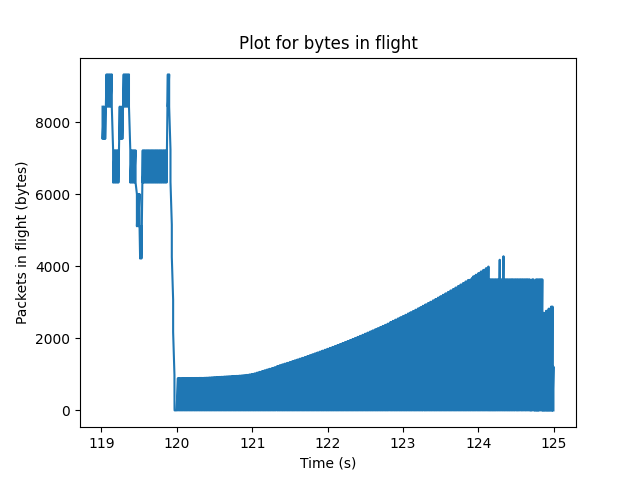 Plot for bytes in flight
Packets in flight (bytes)
8000
6000
4000
2000
0
119 120 121 122 123 124 125
Time (s)